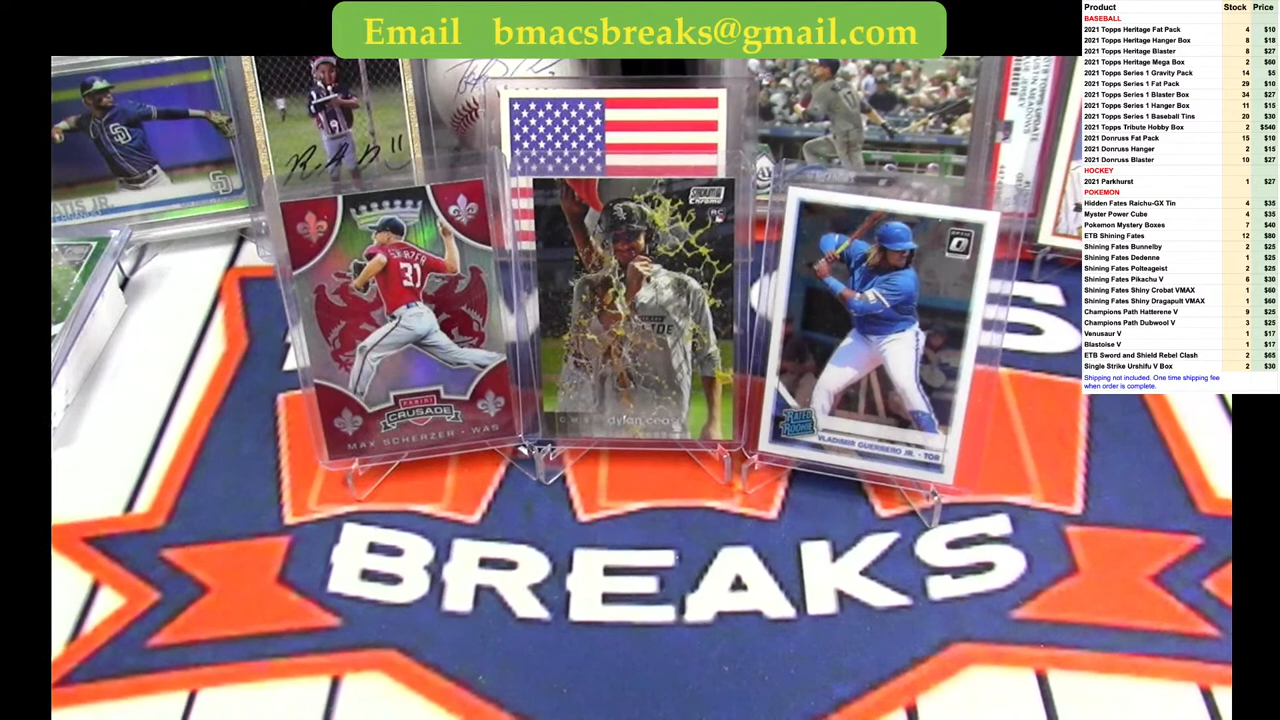 Email bmacsbreaks@gmail.com
Product Stock Price
BASEBALL
2021 Topps Heritage Fat Pack 4 $10
2021 Topps Heritage Hanger Box 8 $18
2021 Topps Heritage Blaster 8 $27
2021 Topps Heritage Mega Box 2 $60
2021 Topps Series 1 Gravity Pack 14 $5
2021 Topps Series 1 Fat Pack 29 $10
2021 Topps Series 1 Blaster Box 34 $27
2021 Topps Series 1 Hanger Box 11 $15
2021 Topps Series 1 Baseball Tins 20 $30
2021 Topps Tribute Hobby Box 2 $540
2021 Donruss Fat Pack 15 $10
2021 Donruss Hanger 2 $15
2021 Donruss Blaster 10 $27
HOCKEY
2021 Parkhurst 1 $27
POKEMON
Hidden Fates Raichu-GX Tin 4 $35
Myster Power Cube 4 $35
Pokemon Mystery Boxes 7 $40
ETB Shining Fates 12 $80
Shining Fates Bunnelby 2 $25
Shining Fates Dedenne 1 $25
Shining Fates Polteageist 2 $25
Shining Fates Pikachu V 6 $30
Shining Fates Shiny Crobat VMAX 1 $60
Shining Fates Shiny Dragapult VMAX 1 $60
Champions Path Hatterene V 9 $25
Champions Path Dubwool V 3 $25
Venusaur V 1 $17
Blastoise V 1 $17
ETB Sword and Shield Rebel Clash 2 $65
Single Strike Urshifu V Box 2 $30
Shipping not included. One time shipping fee
when order is complete.
SD
TATIS JR.
31
PANINI
CRUSADE
MAX SCHERZER • WAS
STADIUM CLUB
CHROME
RC
dylan cease
OPTIC
RATED
ROOKIE
VLADIMIR GUERRERO JR. • TOR
BREAKS